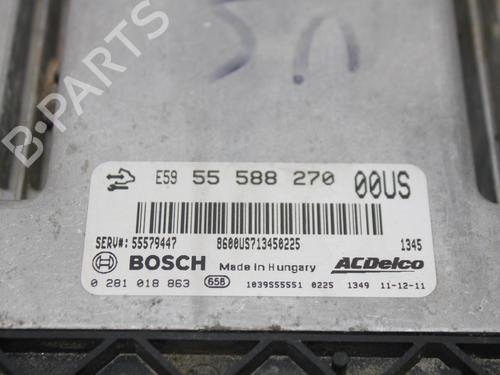 E59 55 588 270 00US
SERV#: 55579447 8600US713450225 1345
BOSCH Made in Hungary ACDelco
0 281 018 863 658 1039S55551 0225 1349 11-12-11
B-PARTS